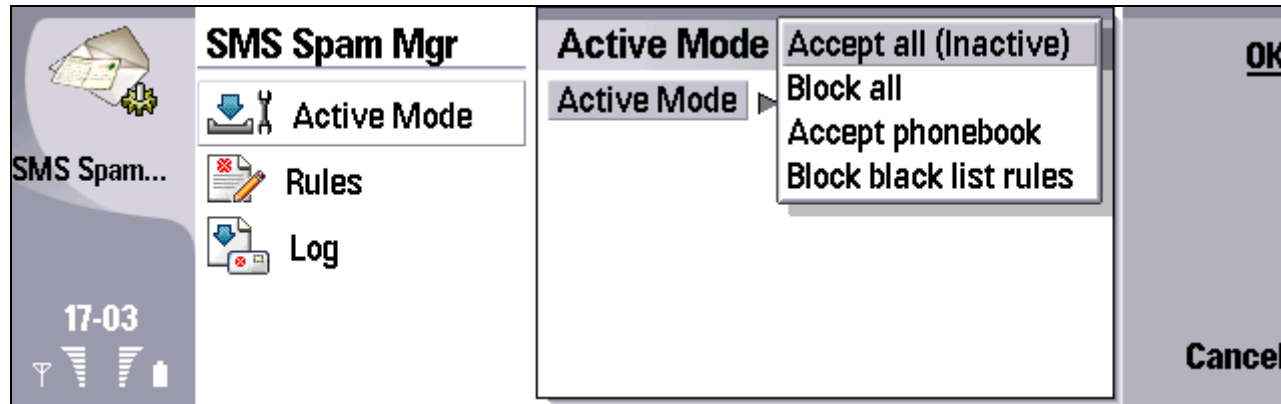 SMS Spam...
17-03
SMS Spam Mgr
Active Mode
Rules
Log
Active Mode
Active Mode
Accept all (Inactive)
Block all
Accept phonebook
Block black list rules
OK
Cancel